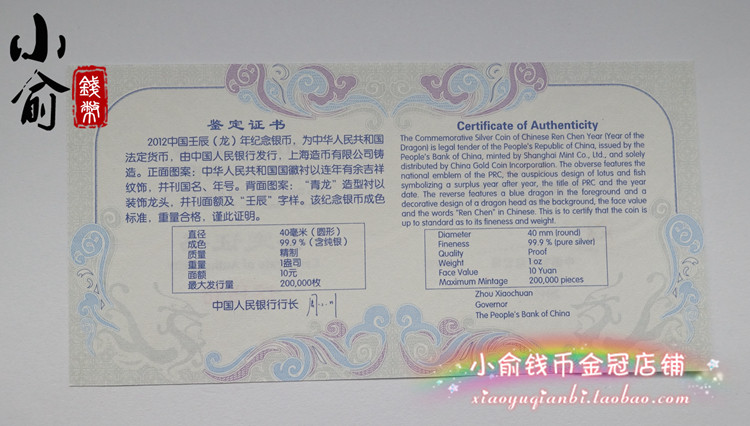 小俞
錢幣
鉴定证书
2012中国壬辰（龙）年纪念银币，为中华人民共和国
法定货币，由中国人民银行发行，上海造币有限公司铸
造。正面图案：中华人民共和国国徽衬以连年有余吉祥
纹饰，并刊国名、年号。背面图案：“青龙”造型衬以
装饰龙头，并刊面额及“壬辰”字样。该纪念银币成色
标准，重量合格，谨此证明。
直径 40毫米（圆形）
成色 99.9％（含纯银）
质量 精制
重量 1盎司
面额 10元
最大发行量 200,000枚
中国人民银行行长
Certificate of Authenticity
The Commemorative Silver Coin of Chinese Ren Chen Year (Year of the
Dragon) is legal tender of the People's Republic of China, issued by the
People's Bank of China, minted by Shanghai Mint Co., Ltd., and solely
distributed by China Gold Coin Incorporation. The obverse features the
national emblem of the PRC, the auspicious design of lotus and fish
symbolizing a surplus year after year, the title of PRC and the year
date. The reverse features a blue dragon in the foreground and a
decorative design of a dragon head as the background, the face value
and the words "Ren Chen" in Chinese. This is to certify that the coin is
up to standard as to its fineness and weight.
Diameter 40 mm (round)
Fineness 99.9 % (pure silver)
Quality Proof
Weight 1 oz
Face Value 10 Yuan
Maximum Mintage 200,000 pieces
Zhou Xiaochuan
Governor
The People's Bank of China
小俞钱币金冠店铺
xiaoyuqianbi.taobao.com